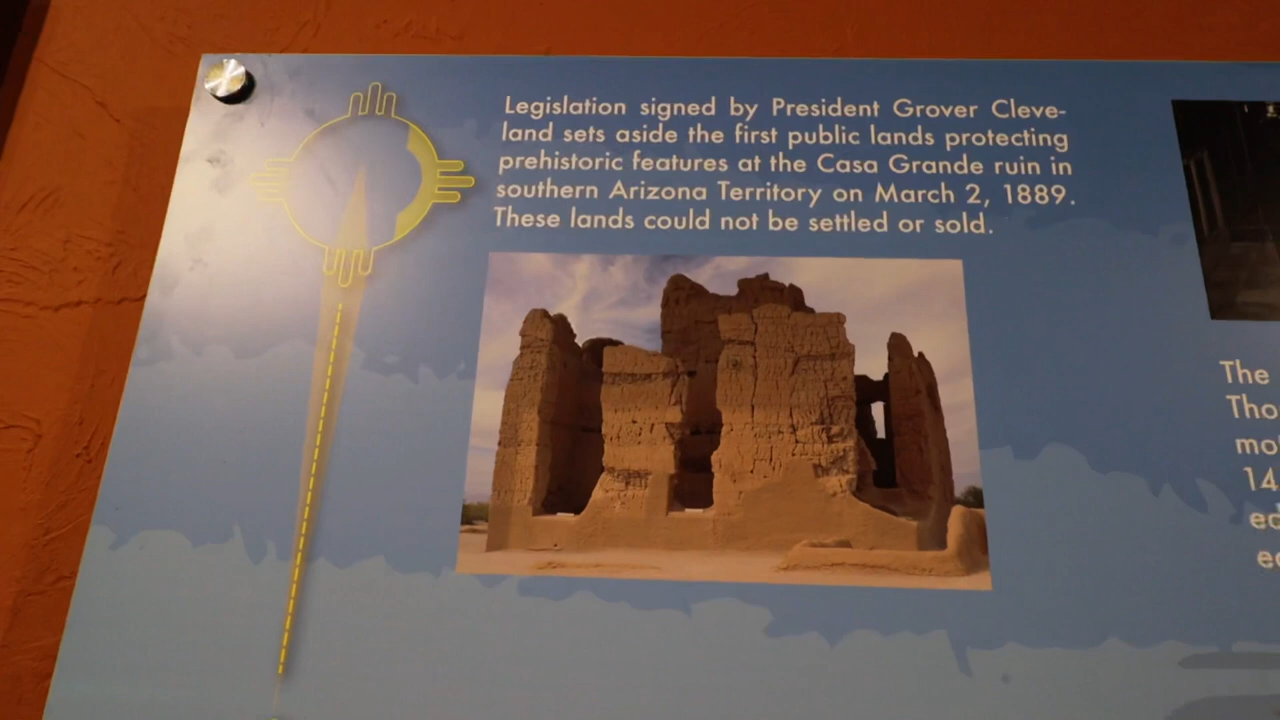 Legislation signed by President Grover Cleve-
land sets aside the first public lands protecting
prehistoric features at the Casa Grande ruin in
southern Arizona Territory on March 2, 1889.
These lands could not be settled or sold.
The